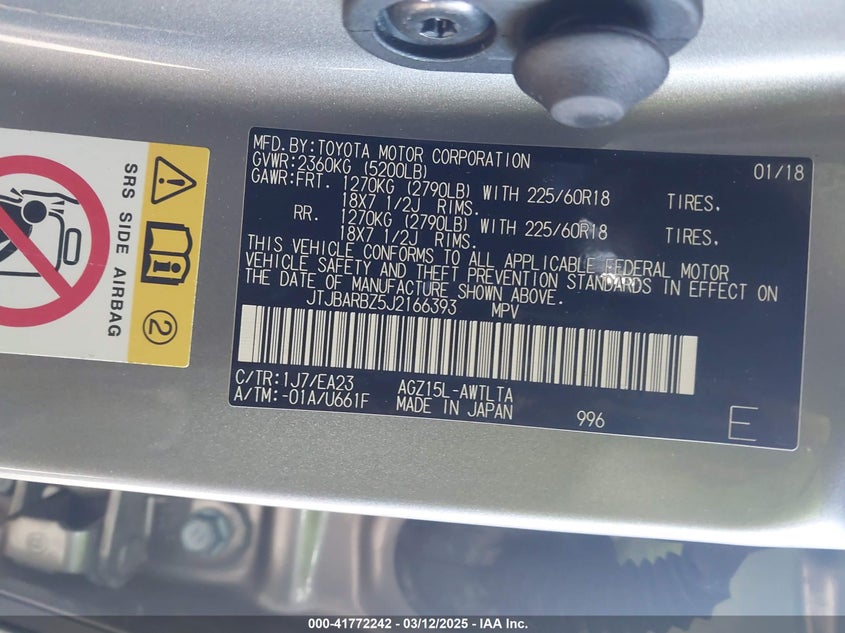 MFD.BY:TOYOTA MOTOR CORPORATION 01/18
GVWR:2360KG (5200LB)
GAWR:FRT. 1270KG (2790LB) WITH 225/60R18 TIRES.
18X7 1/2J RIMS.
RR. 1270KG (2790LB) WITH 225/60R18 TIRES.
18X7 1/2J RIMS.
THIS VEHICLE CONFORMS TO ALL APPLICABLE FEDERAL MOTOR
VEHICLE SAFETY AND THEFT PREVENTION STANDARDS IN EFFECT ON
THE DATE OF MANUFACTURE SHOWN ABOVE.
JTJBARBZ5J2166393 MPV
C/TR:1J7/EA23 AGZ15L-AWTLTA
A/TM:-01A/U661F MADE IN JAPAN 996 E
SRS SIDE AIRBAG
2
000-41772242 - 03/12/2025 - IAA Inc.